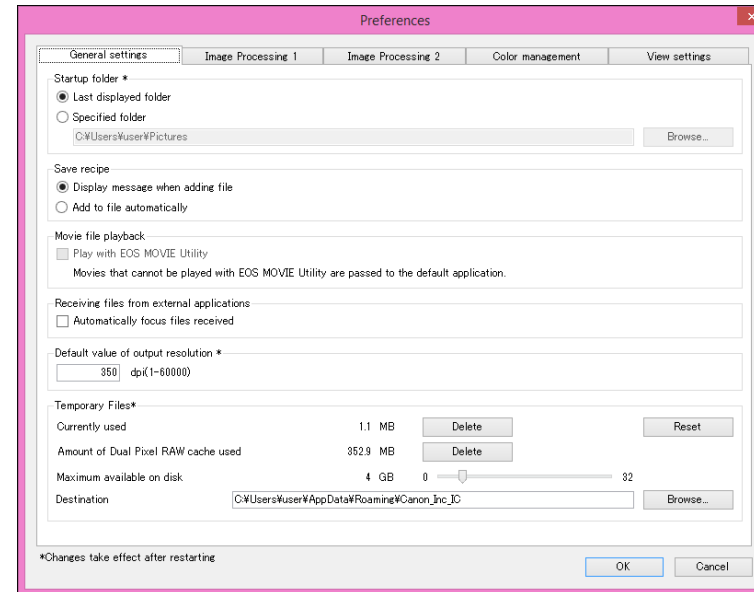 Preferences
General settings
Image Processing 1
Image Processing 2
Color management
View settings
Startup folder *
Last displayed folder
Specified folder
C:¥Users¥user¥Pictures
Browse...
Save recipe
Display message when adding file
Add to file automatically
Movie file playback
Play with EOS MOVIE Utility
Movies that cannot be played with EOS MOVIE Utility are passed to the default application.
Receiving files from external applications
Automatically focus files received
Default value of output resolution *
350 dpi(1-60000)
Temporary Files*
Currently used 1.1 MB Delete Reset
Amount of Dual Pixel RAW cache used 352.9 MB Delete
Maximum available on disk 4 GB 0 32
Destination C:¥Users¥user¥AppData¥Roaming¥Canon_Inc_IC Browse...
*Changes take effect after restarting
OK Cancel